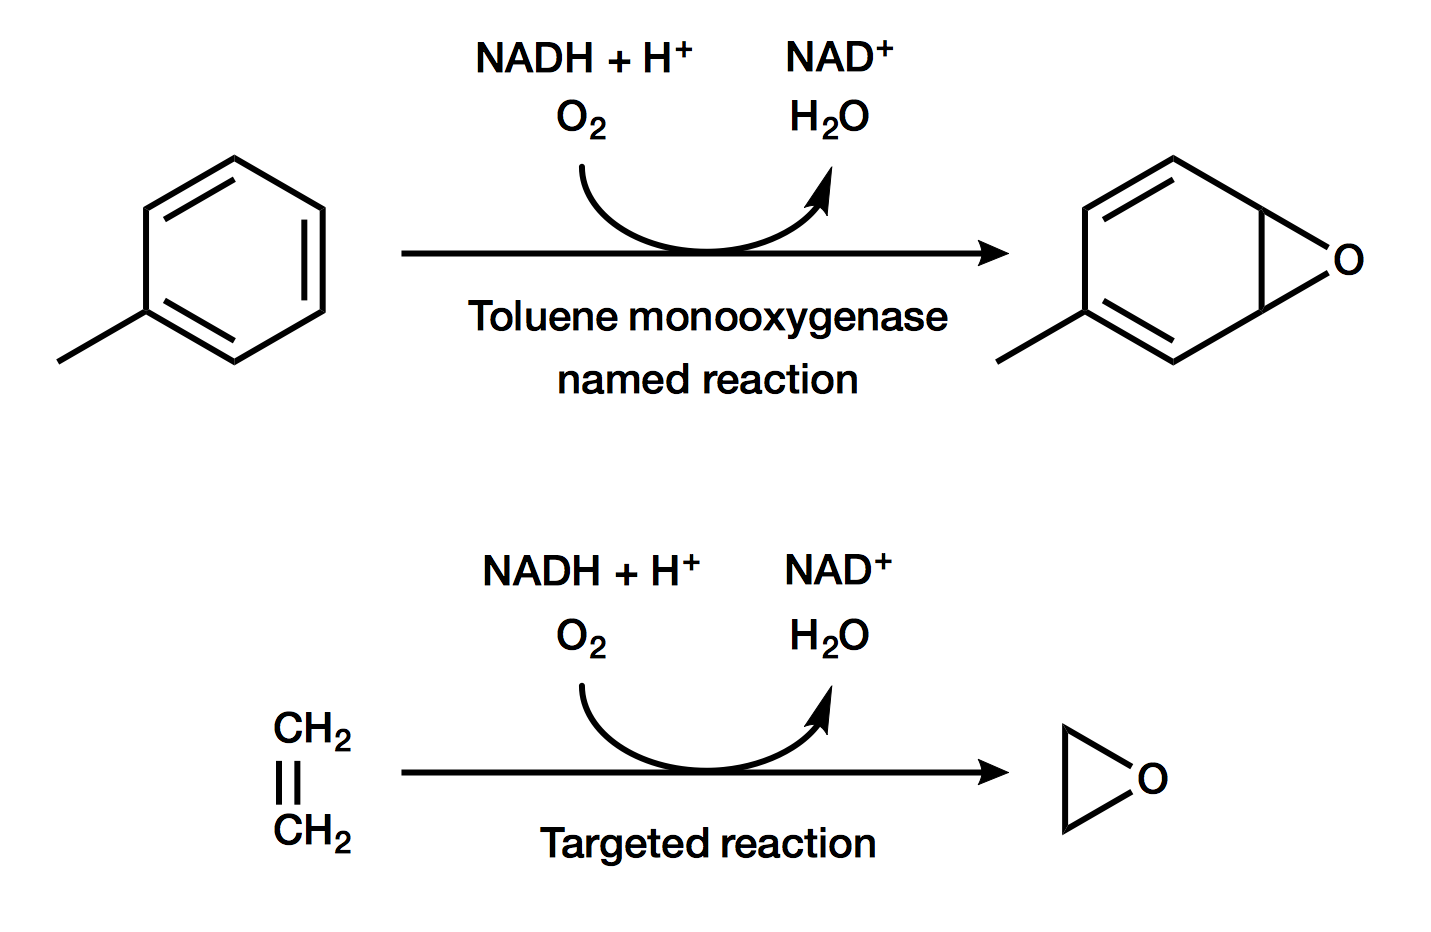 NADH + H⁺ NAD⁺
O₂ H₂O
O
Toluene monooxygenase
named reaction
NADH + H⁺ NAD⁺
O₂ H₂O
CH₂
O
CH₂
Targeted reaction